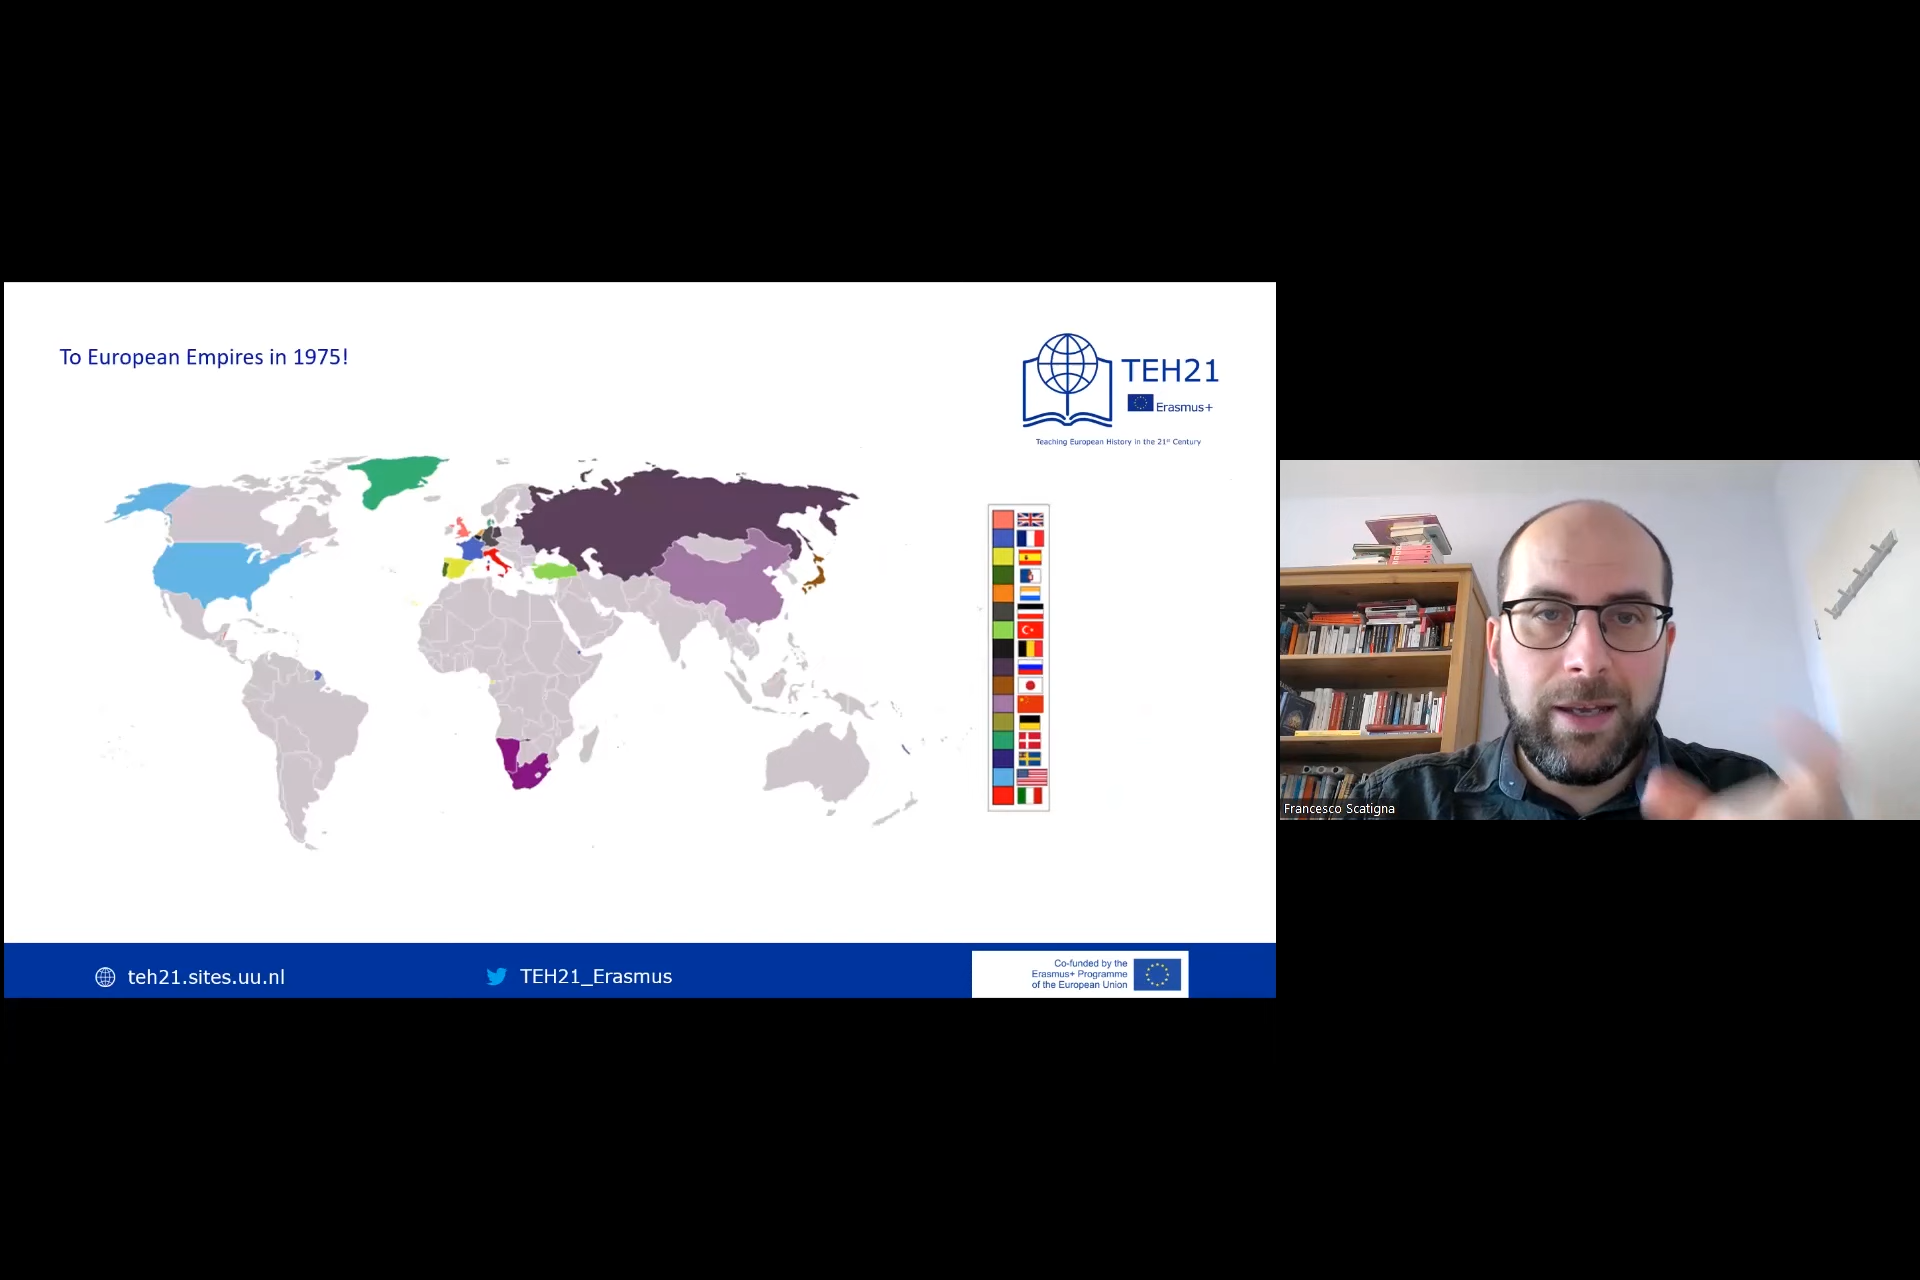 To European Empires in 1975!
TEH21
Erasmus+
Teaching European History in the 21st Century
teh21.sites.uu.nl
TEH21_Erasmus
Co-funded by the
Erasmus+ Programme
of the European Union
Francesco Scatigna